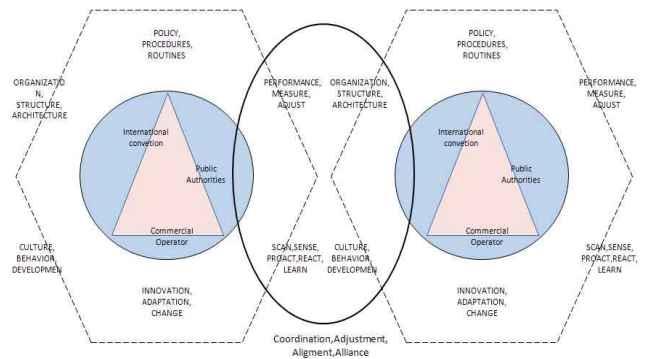 POLICY,
PROCEDURES,
ROUTINES
ORGANIZATIO
N,
STRUCTURE,
ARCHITECTURE
PERFORMANCE,
MEASURE,
ADJUST
International
convetion
Public
Authorities
Commercial
Operator
CULTURE,
BEHAVIOR,
DEVELOPMEN
SCAN,SENSE,
PROACT,REACT,
LEARN
INNOVATION,
ADAPTATION,
CHANGE
POLICY,
PROCEDURES,
ROUTINES
ORGANIZATION,
STRUCTURE,
ARCHITECTURE
PERFORMANCE,
MEASURE,
ADJUST
International
convetion
Public
Authorities
Commercial
Operator
CULTURE,
BEHAVIOR,
DEVELOPMEN
SCAN,SENSE,
PROACT,REACT,
LEARN
INNOVATION,
ADAPTATION,
CHANGE
Coordination,Adjustment,
Aligment,Alliance